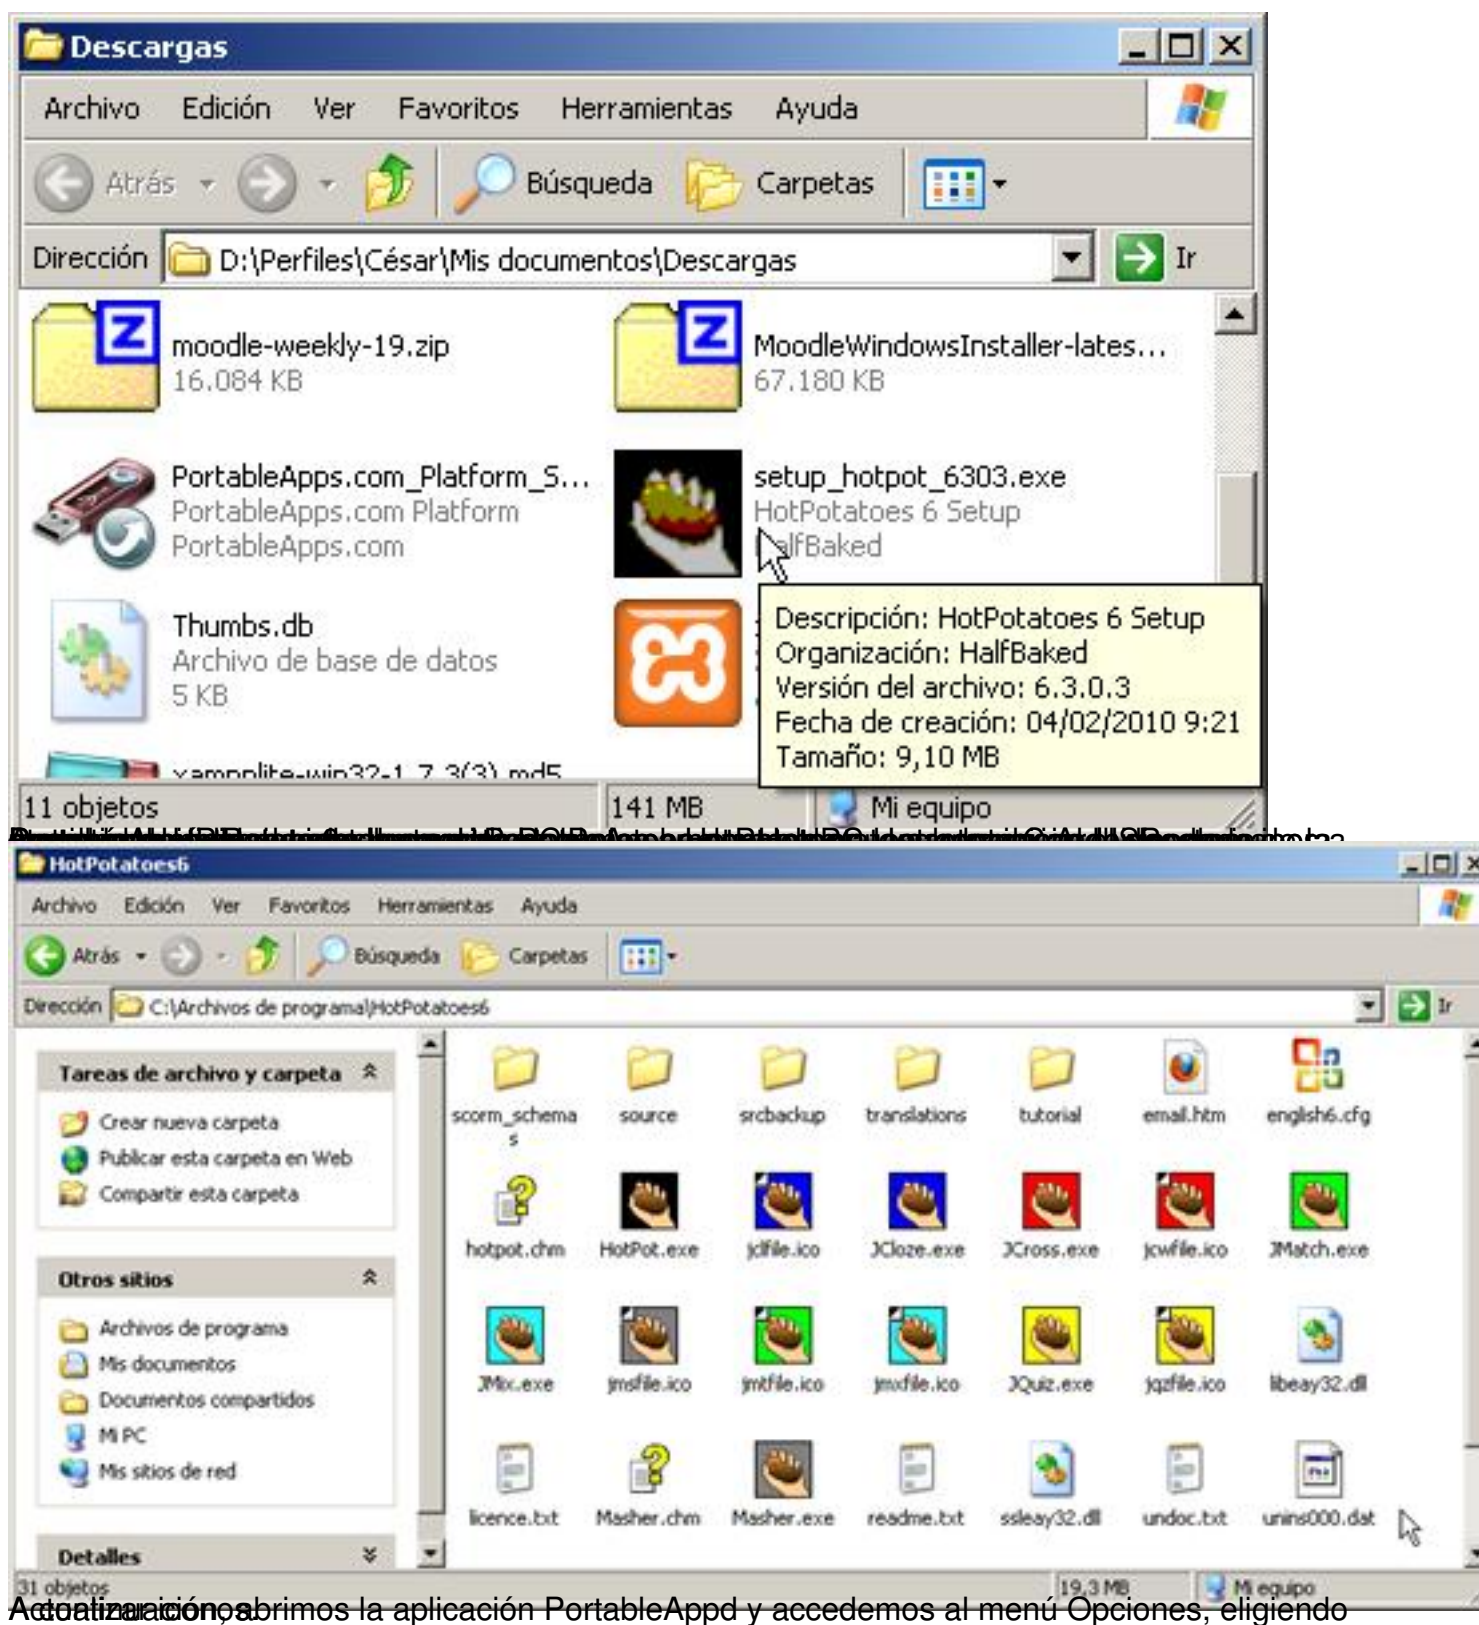 Descargas
Archivo Edición Ver Favoritos Herramientas Ayuda
Atrás Búsqueda Carpetas
Dirección D:\Perfiles\César\Mis documentos\Descargas Ir
moodle-weekly-19.zip
16.084 KB
MoodleWindowsInstaller-lates...
67.180 KB
PortableApps.com_Platform_S...
PortableApps.com Platform
PortableApps.com
setup_hotpot_6303.exe
HotPotatoes 6 Setup
HalfBaked
Thumbs.db
Archivo de base de datos
5 KB
Descripción: HotPotatoes 6 Setup
Organización: HalfBaked
Versión del archivo: 6.3.0.3
Fecha de creación: 04/02/2010 9:21
Tamaño: 9,10 MB
xampplite-win32-1.7.3(3).md5
11 objetos 141 MB Mi equipo
HotPotatoes6
Archivo Edición Ver Favoritos Herramientas Ayuda
Atrás Búsqueda Carpetas
Dirección C:\Archivos de programa\HotPotatoes6 Ir
Tareas de archivo y carpeta
Crear nueva carpeta
Publicar esta carpeta en Web
Compartir esta carpeta
Otros sitios
Archivos de programa
Mis documentos
Documentos compartidos
Mi PC
Mis sitios de red
Detalles
scorm_schema
s
source srcbackup translations tutorial email.htm english6.cfg
hotpot.chm HotPot.exe jclfile.ico JCloze.exe JCross.exe jcwfile.ico JMatch.exe
JMix.exe jmsfile.ico jmtfile.ico jmxfile.ico JQuiz.exe jqzfile.ico libeay32.dll
licence.txt Masher.chm Masher.exe readme.txt ssleay32.dll undoc.txt unins000.dat
31 objetos 19,3 MB Mi equipo
abrimos la aplicación PortableAppd y accedemos al menú Opciones, eligiendo